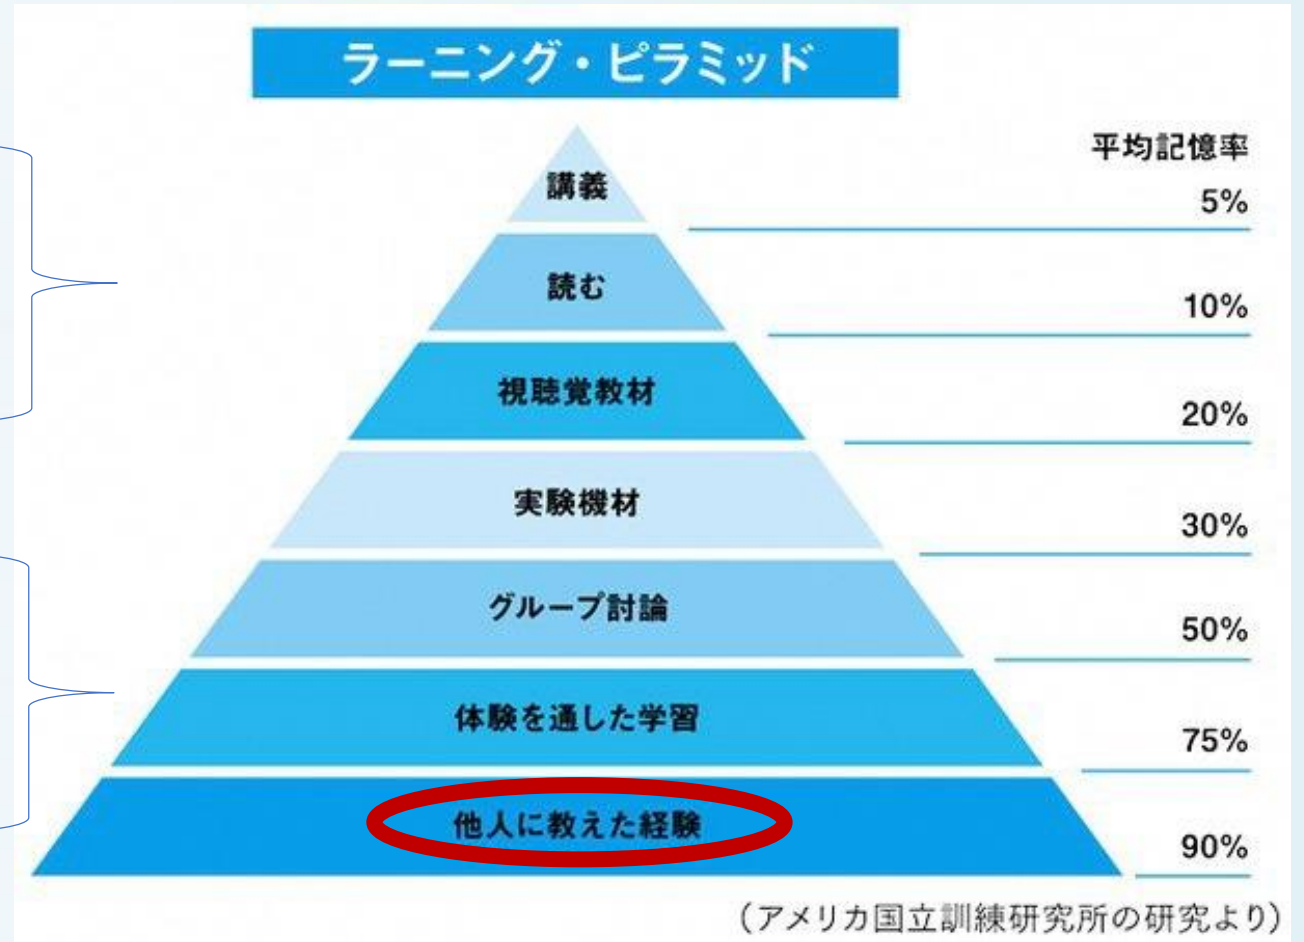 ラーニング・ピラミッド
平均記憶率
講義 5%
読む 10%
視聴覚教材 20%
実験機材 30%
グループ討論 50%
体験を通した学習 75%
他人に教えた経験 90%
(アメリカ国立訓練研究所の研究より)